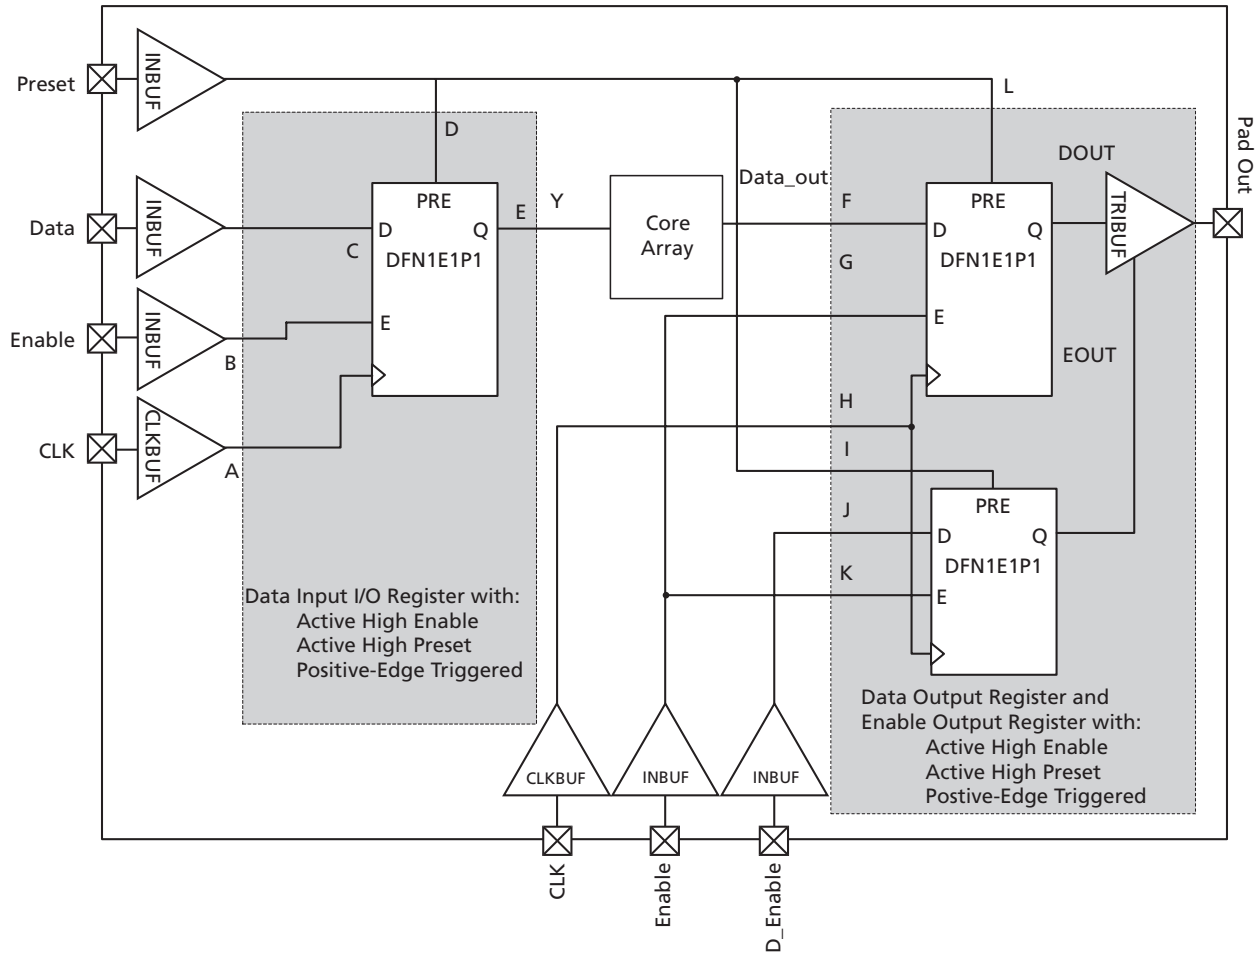 Preset
INBUF
L
D
Pad Out
DOUT
Data
INBUF
C
PRE
D
Q
DFN1E1P1
E
E
Y
Core
Array
Data_out
F
G
PRE
D
Q
DFN1E1P1
E
TRIBUF
EOUT
Enable
INBUF
B
CLK
CLKBUF
A
H
I
J
K
PRE
D
Q
DFN1E1P1
E
Data Input I/O Register with:
Active High Enable
Active High Preset
Positive-Edge Triggered
Data Output Register and
Enable Output Register with:
Active High Enable
Active High Preset
Postive-Edge Triggered
CLKBUF
INBUF
INBUF
CLK
Enable
D_Enable